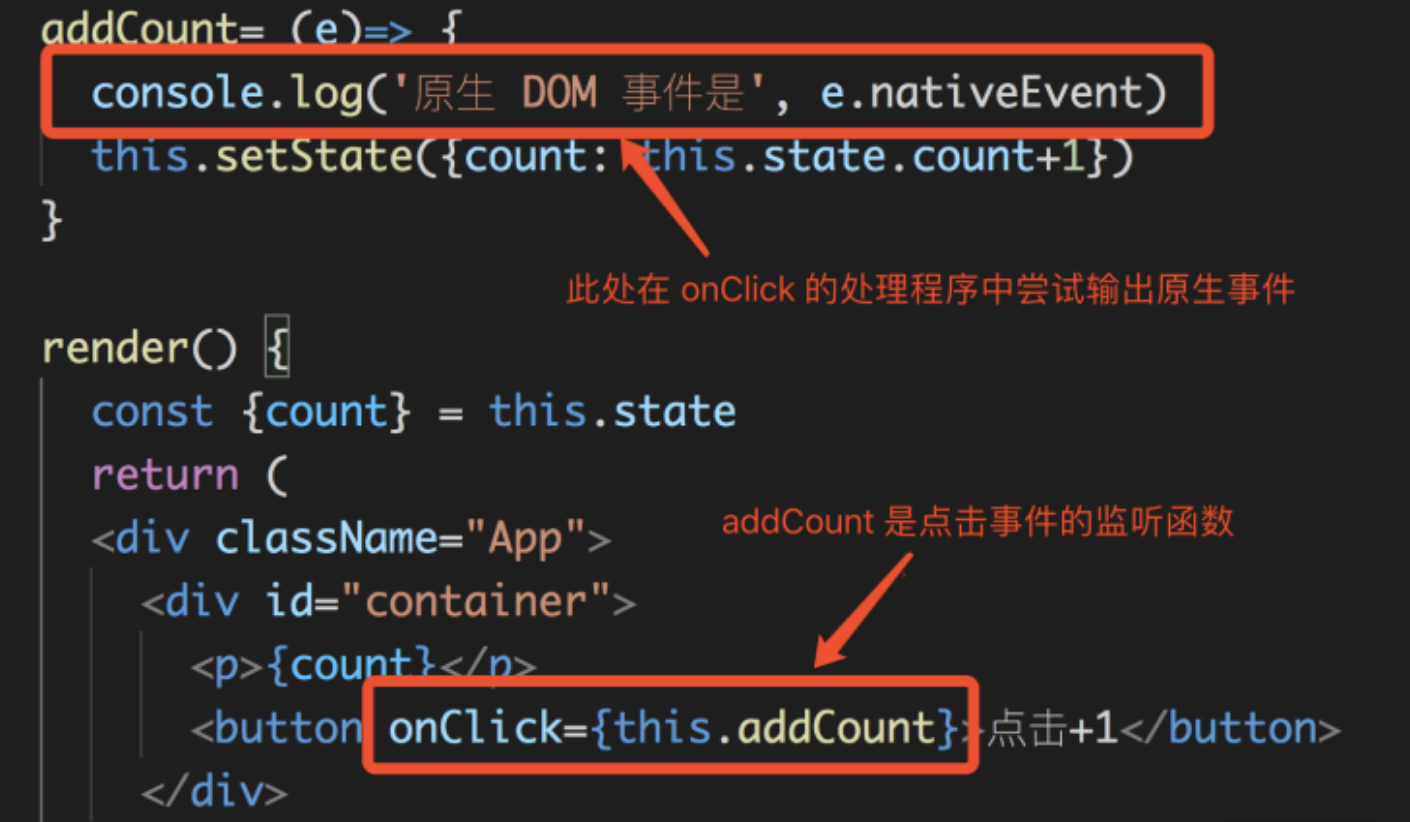 addCount= (e)=> {
console.log('原生 DOM 事件是', e.nativeEvent)
this.setState({count: this.state.count+1})
}
此处在 onClick 的处理程序中尝试输出原生事件
render() {
const {count} = this.state
return (
<div className="App">
addCount 是点击事件的监听函数
<div id="container">
<p>{count}</p>
<button onClick={this.addCount}>点击+1</button>
</div>